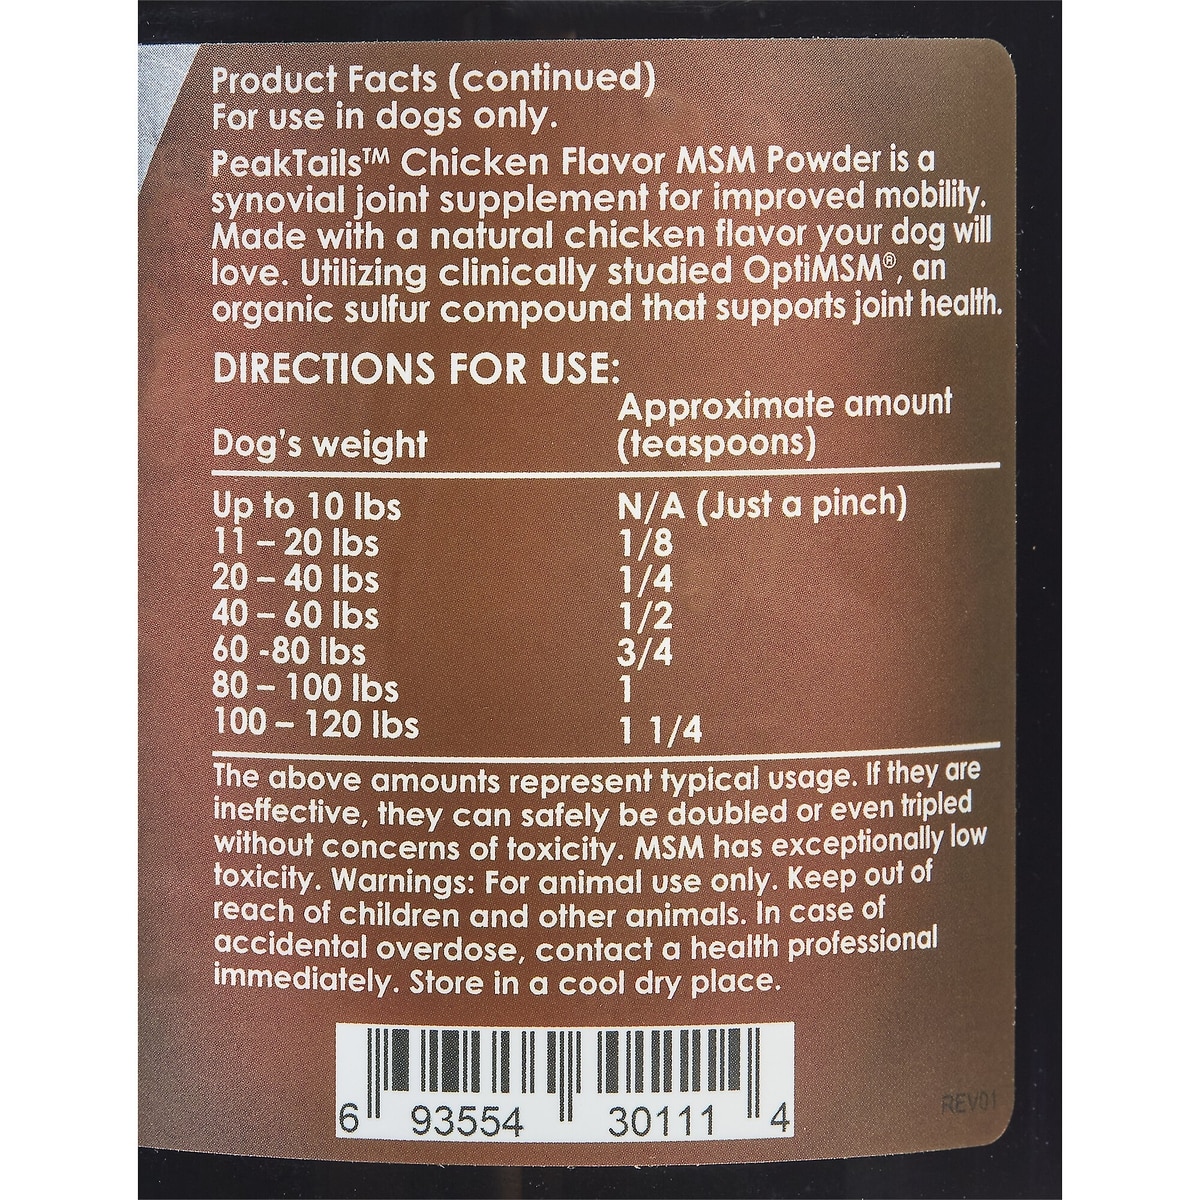 Product Facts (continued)
For use in dogs only.
PeakTails™ Chicken Flavor MSM Powder is a
synovial joint supplement for improved mobility.
Made with a natural chicken flavor your dog will
love. Utilizing clinically studied OptiMSM®, an
organic sulfur compound that supports joint health.
DIRECTIONS FOR USE:
Dog's weight Approximate amount
(teaspoons)
Up to 10 lbs N/A (Just a pinch)
11 – 20 lbs 1/8
20 – 40 lbs 1/4
40 – 60 lbs 1/2
60 -80 lbs 3/4
80 – 100 lbs 1
100 – 120 lbs 1 1/4
The above amounts represent typical usage. If they are
ineffective, they can safely be doubled or even tripled
without concerns of toxicity. MSM has exceptionally low
toxicity. Warnings: For animal use only. Keep out of
reach of children and other animals. In case of
accidental overdose, contact a health professional
immediately. Store in a cool dry place.
REV01
6 93554 30111 4